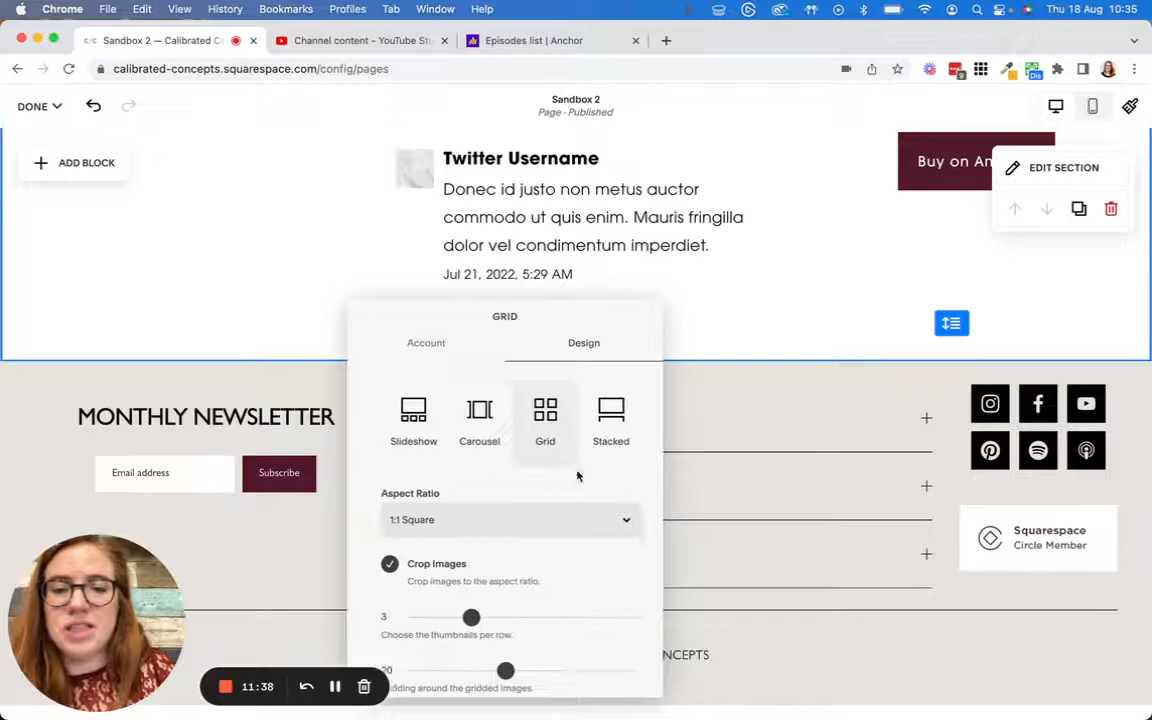 Chrome File Edit View History Bookmarks Profiles Tab Window Help Thu 18 Aug 10:35
c/c Sandbox 2 — Calibrated C
Channel content – YouTube Stu
Episodes list | Anchor
calibrated-concepts.squarespace.com/config/pages
9
Dis
DONE
Sandbox 2
Page · Published
ADD BLOCK
Twitter Username
Donec id justo non metus auctor
commodo ut quis enim. Mauris fringilla
dolor vel condimentum imperdiet.
Jul 21, 2022, 5:29 AM
Buy on Am
EDIT SECTION
GRID
Account Design
Slideshow Carousel Grid Stacked
Aspect Ratio
1:1 Square
Crop Images
Crop images to the aspect ratio.
3
Choose the thumbnails per row.
20
dding around the gridded images.
MONTHLY NEWSLETTER
Email address Subscribe
Squarespace
Circle Member
NCEPTS
11:38